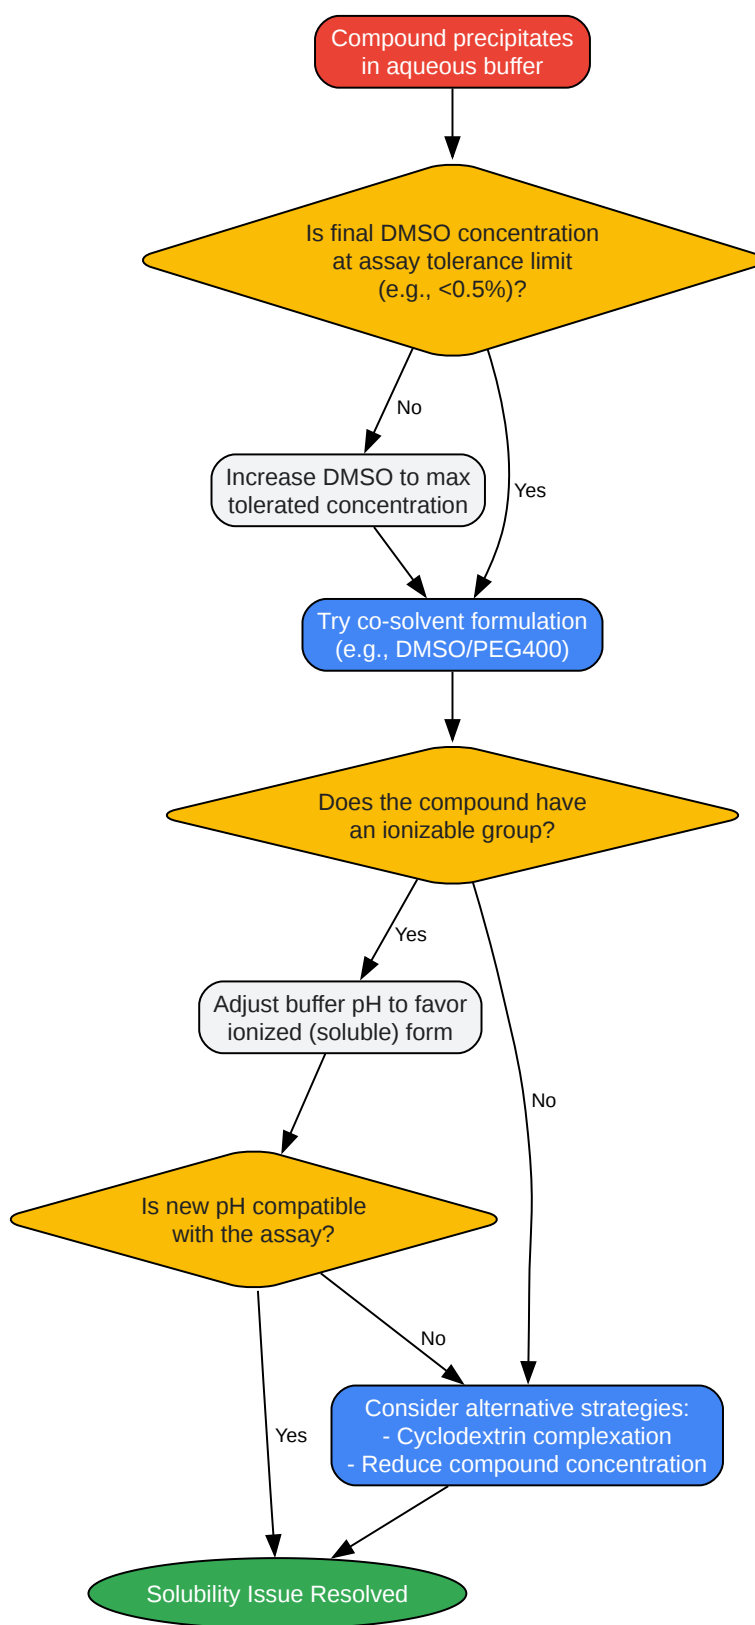 Compound precipitates
in aqueous buffer
Is final DMSO concentration
at assay tolerance limit
(e.g., <0.5%)?
No
Increase DMSO to max
tolerated concentration
Yes
Try co-solvent formulation
(e.g., DMSO/PEG400)
Does the compound have
an ionizable group?
Yes
Adjust buffer pH to favor
ionized (soluble) form
No
Is new pH compatible
with the assay?
No
Consider alternative strategies:
- Cyclodextrin complexation
- Reduce compound concentration
Yes
Solubility Issue Resolved